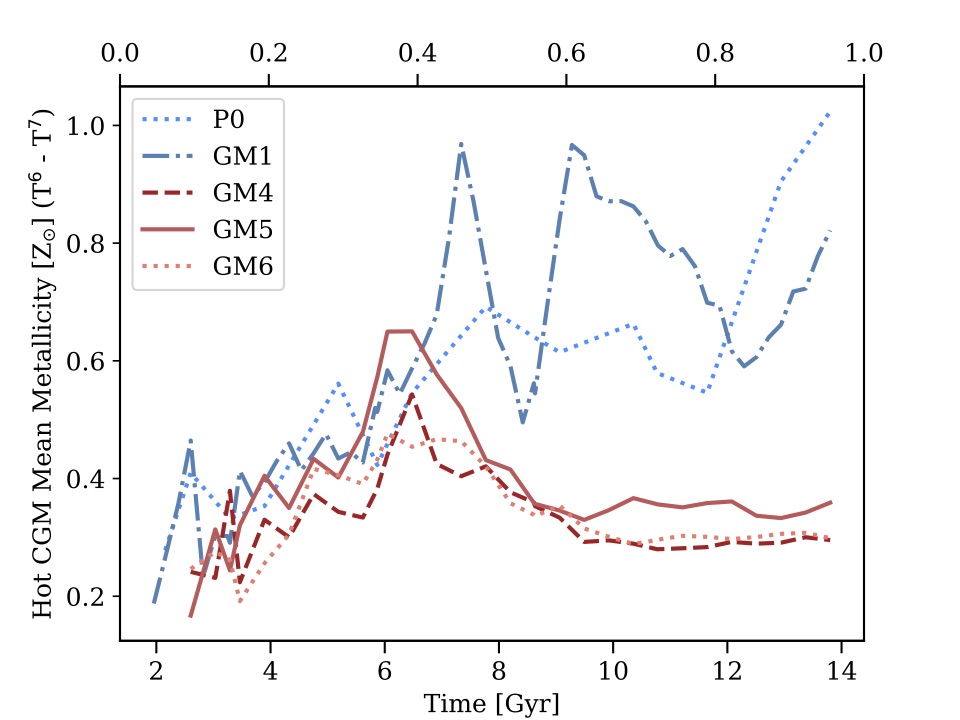 0.0 0.2 0.4 0.6 0.8 1.0
P0
GM1
GM4
GM5
GM6
Hot CGM Mean Metallicity [Z☉] (T⁶ - T⁷)
1.0
0.8
0.6
0.4
0.2
2 4 6 8 10 12 14
Time [Gyr]